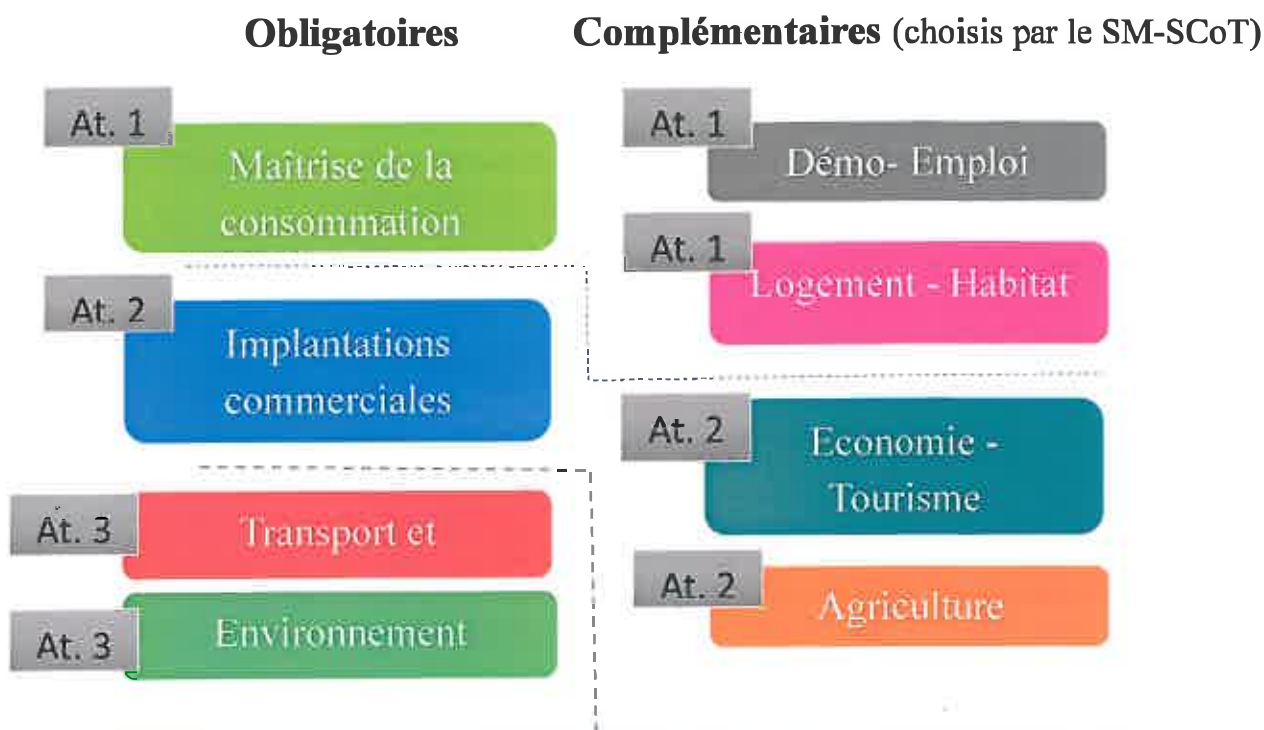 Obligatoires
At. 1
Maîtrise de la
consommation
At. 2
Implantations
commerciales
At. 3
Transport et
At. 3
Environnement
Complémentaires (choisis par le SM-SCoT)
At. 1
Démo- Emploi
At. 1
Logement - Habitat
At. 2
Economie -
Tourisme
At. 2
Agriculture